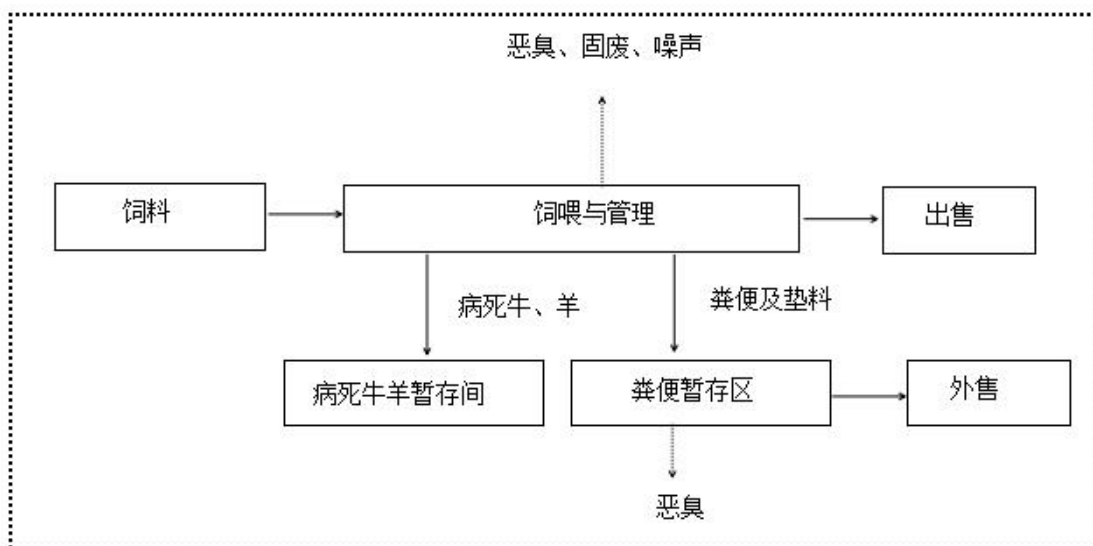 恶臭、固废、噪声
饲料
饲喂与管理
出售
病死牛、羊
粪便及垫料
病死牛羊暂存间
粪便暂存区
外售
恶臭